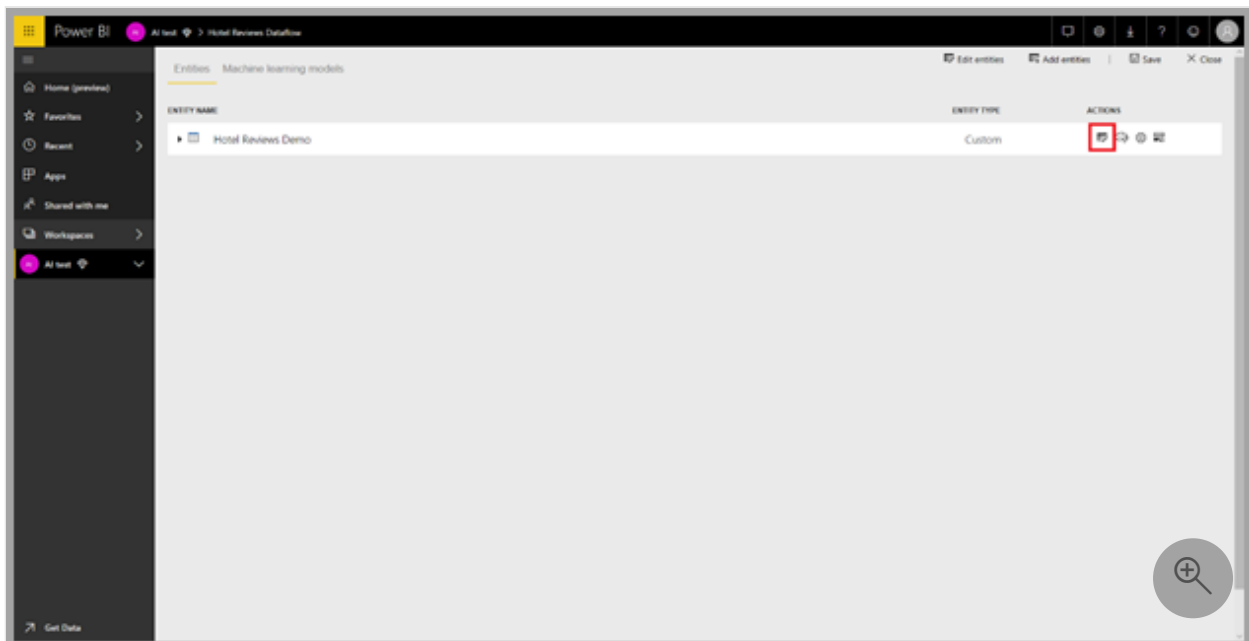 Power BI AI test > Hotel Reviews Dataflow ?
Entities Machine learning models Edit entities Add entities | Save Close
Home (preview)
Favorites
Recent
Apps
Shared with me
Workspaces
AI test
ENTITY NAME ENTITY TYPE ACTIONS
Hotel Reviews Demo Custom
Get Data